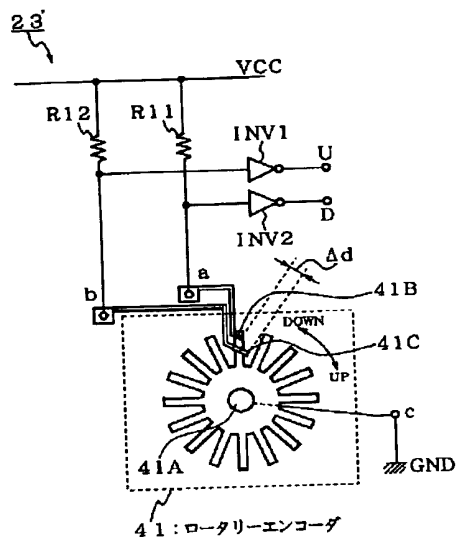 23'
VCC
R12
R11
INV1
U
D
INV2
Δd
a
b
41B
DOWN
41C
UP
c
41A
GND
41:ロータリーエンコーダ